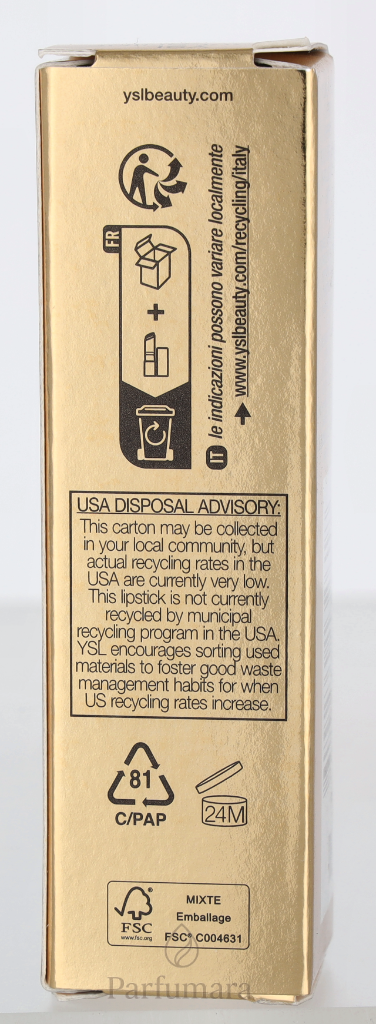 yslbeauty.com
FR
+
IT le indicazioni possono variare localmente
www.yslbeauty.com/recycling/italy
USA DISPOSAL ADVISORY:
This carton may be collected
in your local community, but
actual recycling rates in the
USA are currently very low.
This lipstick is not currently
recycled by municipal
recycling program in the USA.
YSL encourages sorting used
materials to foster good waste
management habits for when
US recycling rates increase.
81
C/PAP
24M
FSC
www.fsc.org
MIXTE
Emballage
FSC® C004631
Parfumara